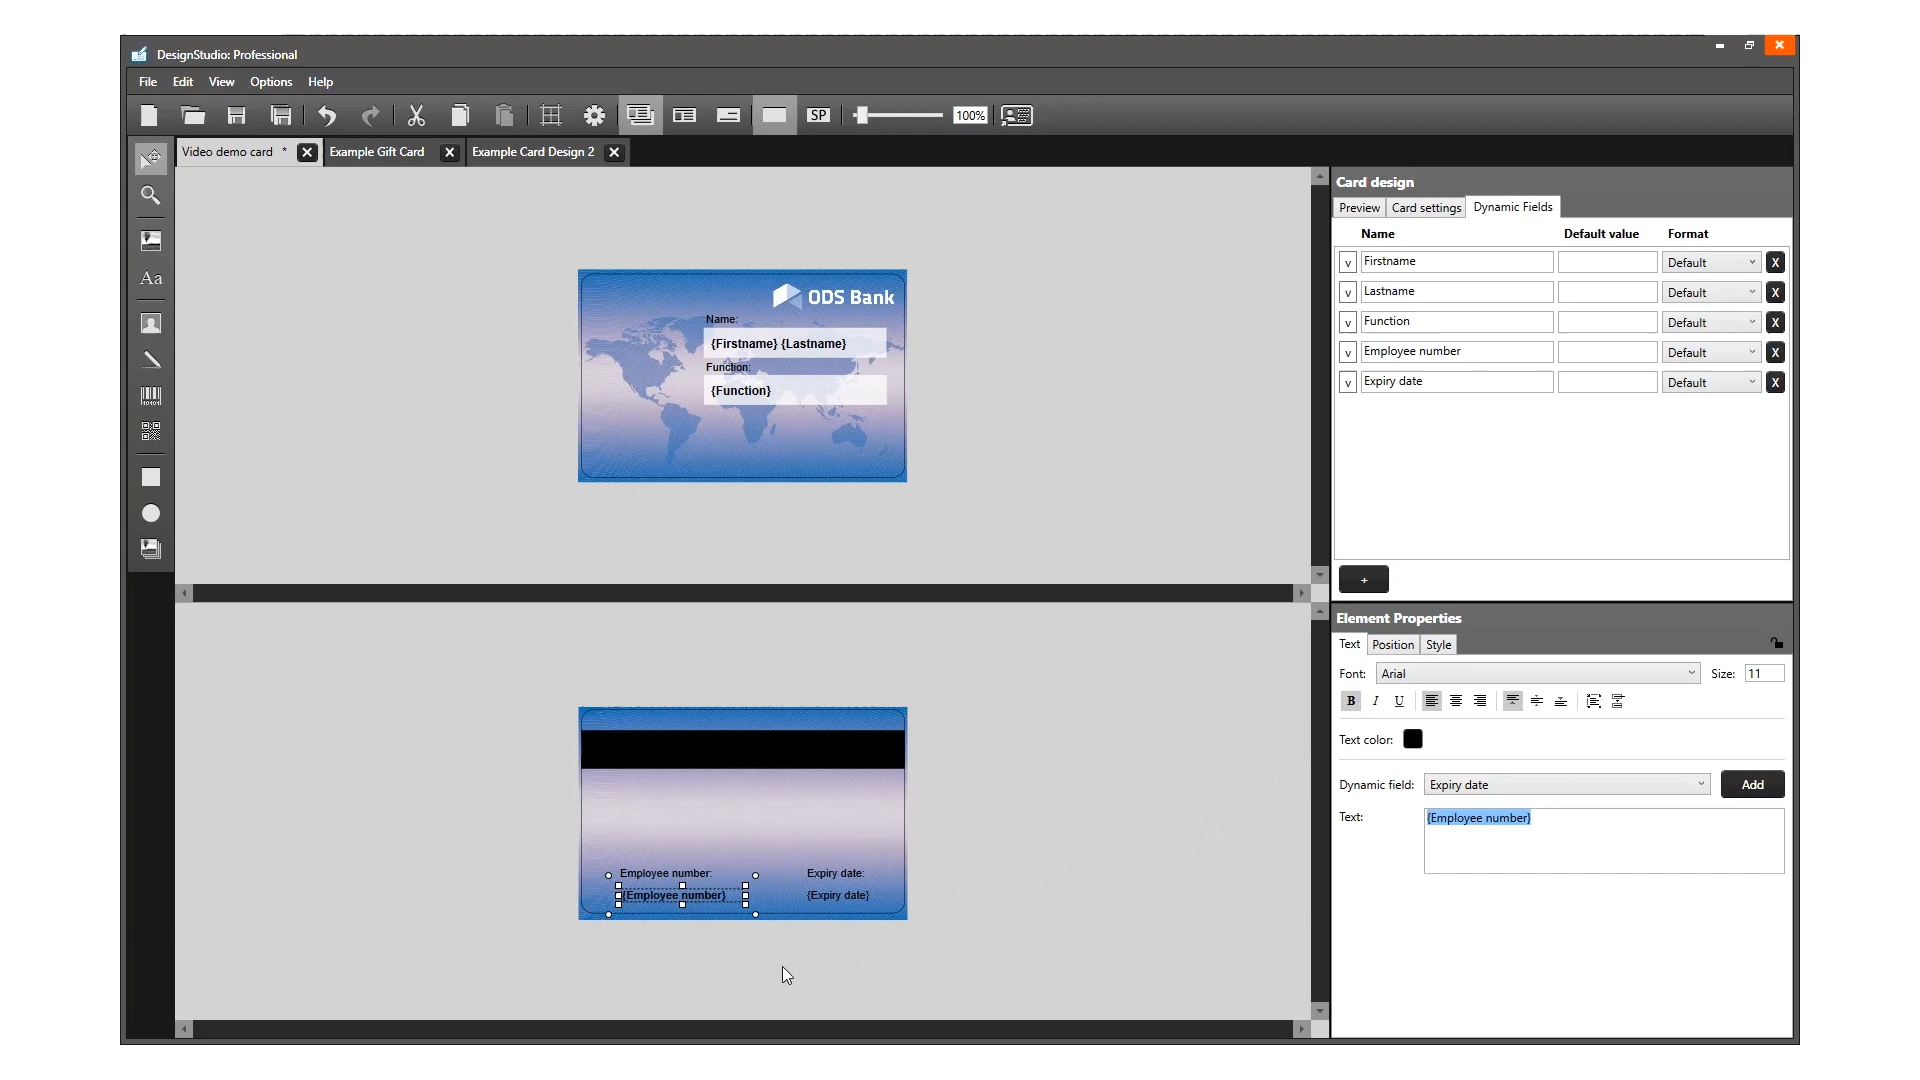 DesignStudio: Professional
File Edit View Options Help
SP 100%
Video demo card * Example Gift Card Example Card Design 2
Aa
ODS Bank
Name:
{Firstname} {Lastname}
Function:
{Function}
Employee number: Expiry date:
{Employee number} {Expiry date}
Card design
Preview Card settings Dynamic Fields
Name Default value Format
v Firstname Default X
v Lastname Default X
v Function Default X
v Employee number Default X
v Expiry date Default X
+
Element Properties
Text Position Style
Font: Arial Size: 11
B I U
Text color:
Dynamic field: Expiry date Add
Text: {Employee number}